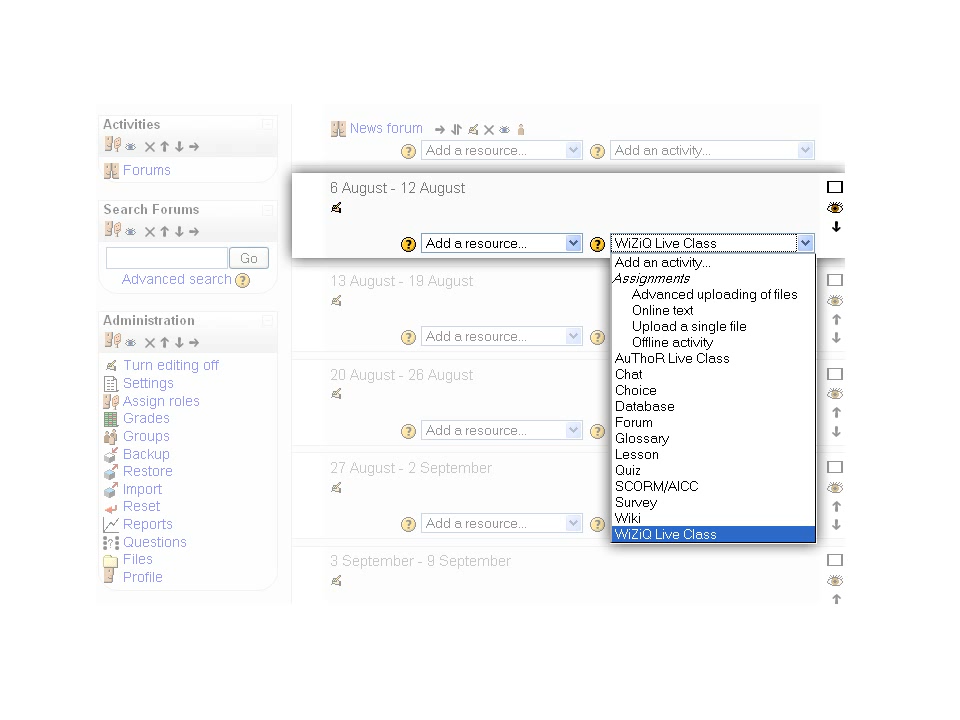 Activities
Forums
Search Forums
Go
Advanced search
Administration
Turn editing off
Settings
Assign roles
Grades
Groups
Backup
Restore
Import
Reset
Reports
Questions
Files
Profile
News forum
Add a resource... Add an activity...
6 August - 12 August
Add a resource... WiZiQ Live Class
Add an activity...
Assignments
Advanced uploading of files
Online text
Upload a single file
Offline activity
AuThoR Live Class
Chat
Choice
Database
Forum
Glossary
Lesson
Quiz
SCORM/AICC
Survey
Wiki
WiZiQ Live Class
13 August - 19 August
Add a resource...
20 August - 26 August
Add a resource...
27 August - 2 September
Add a resource...
3 September - 9 September